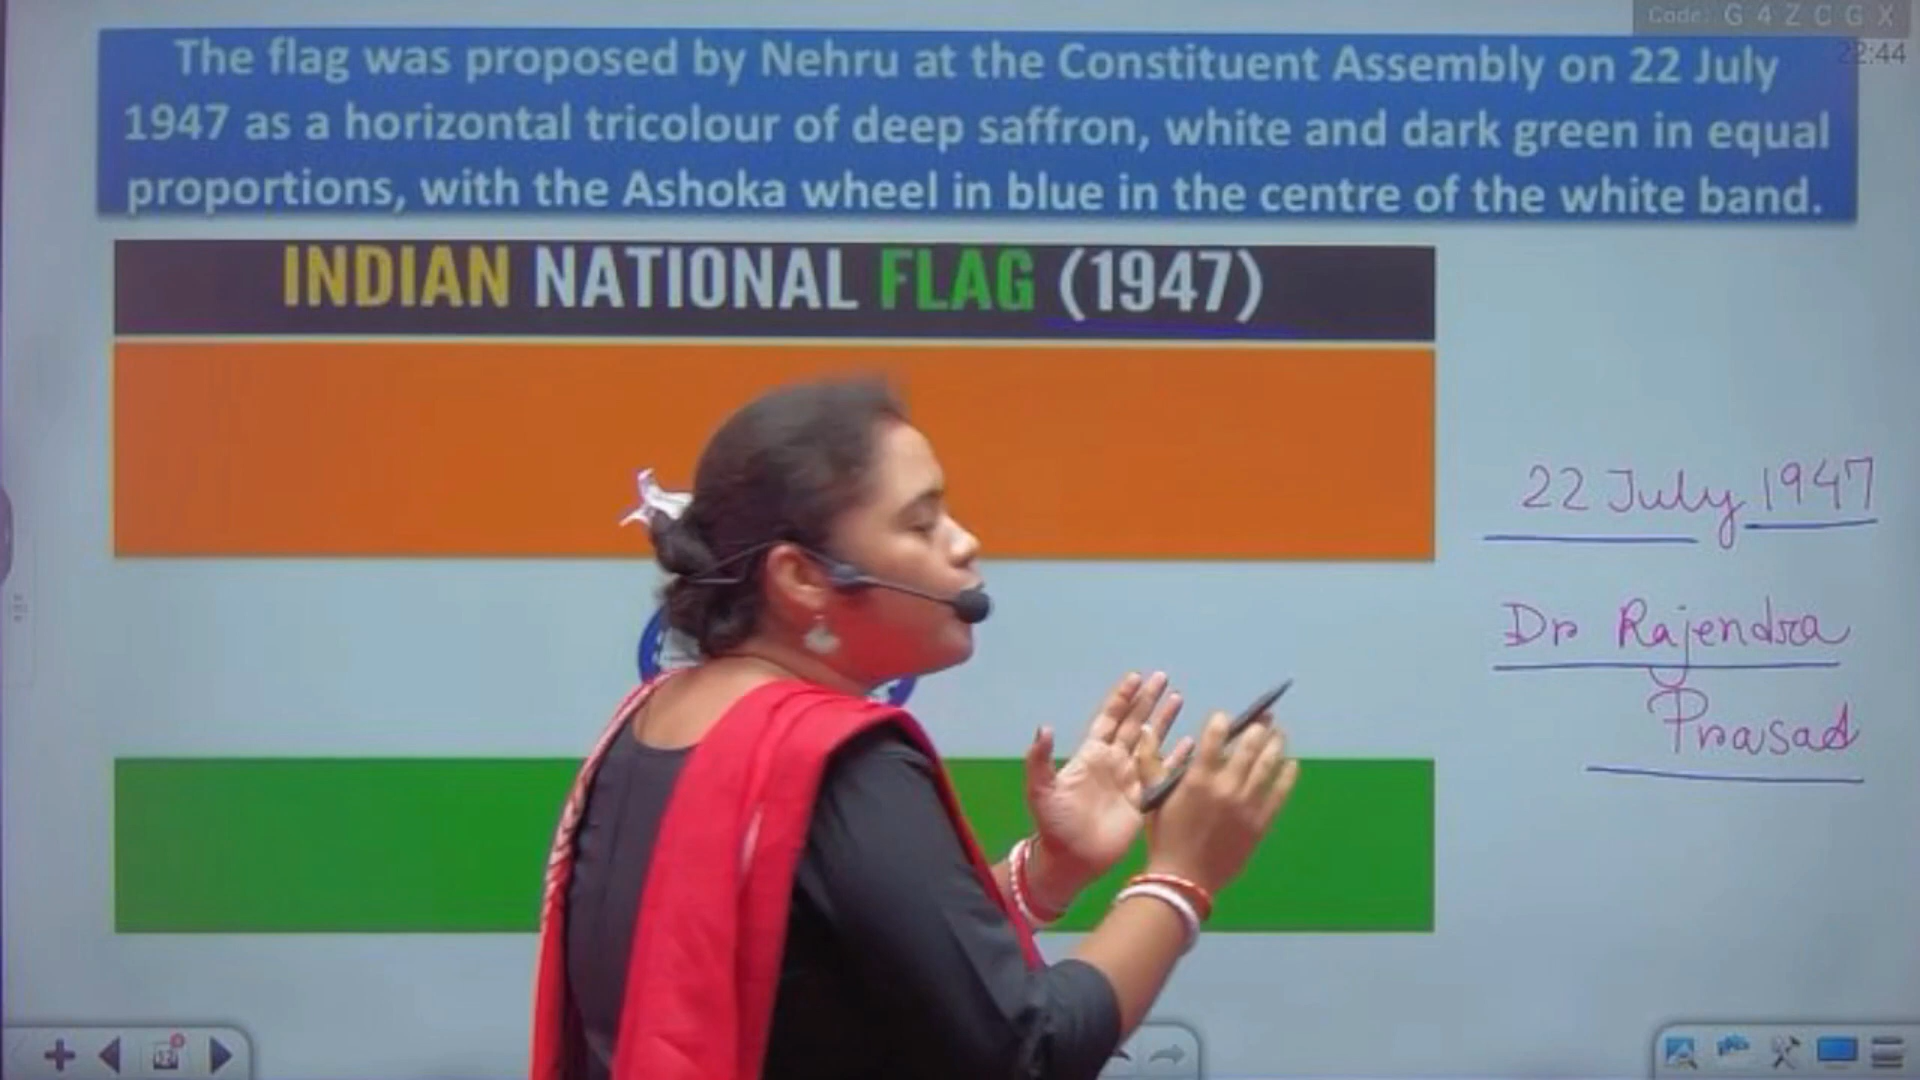 Code: G 4 Z C G X
22:44
The flag was proposed by Nehru at the Constituent Assembly on 22 July
1947 as a horizontal tricolour of deep saffron, white and dark green in equal
proportions, with the Ashoka wheel in blue in the centre of the white band.
INDIAN NATIONAL FLAG (1947)
22 July 1947
Dr Rajendra
Prasad